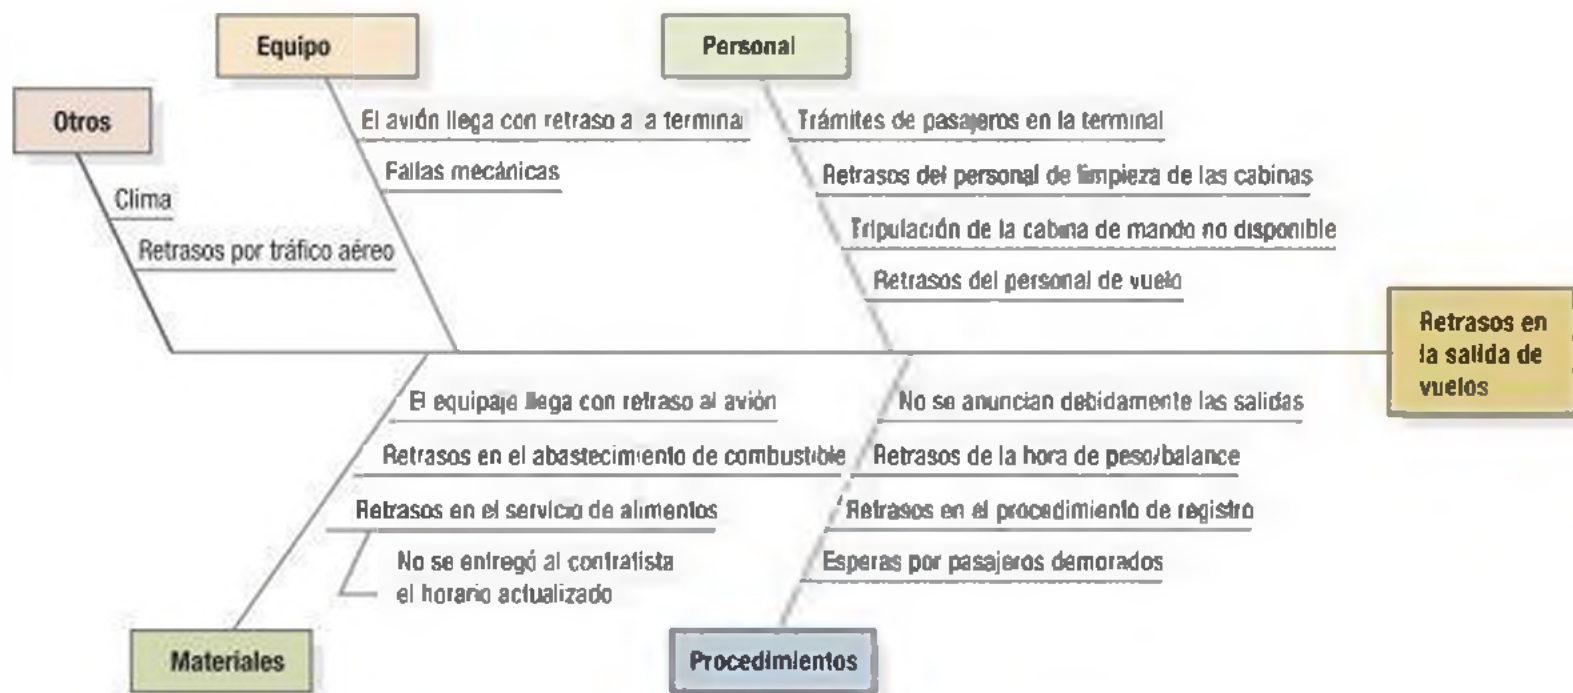 Equipo
Personal
Otros
El avión llega con retraso a la terminal
Trámites de pasajeros en la terminal
Fallas mecánicas
Retrasos del personal de limpieza de las cabinas
Clima
Tripulación de la cabina de mando no disponible
Retrasos por tráfico aéreo
Retrasos del personal de vuelo
Retrasos en
la salida de
vuelos
El equipaje llega con retraso al avión
No se anuncian debidamente las salidas
Retrasos en el abastecimiento de combustible
Retrasos de la hora de peso/balance
Retrasos en el servicio de alimentos
Retrasos en el procedimiento de registro
No se entregó al contratista
el horario actualizado
Esperas por pasajeros demorados
Materiales
Procedimientos